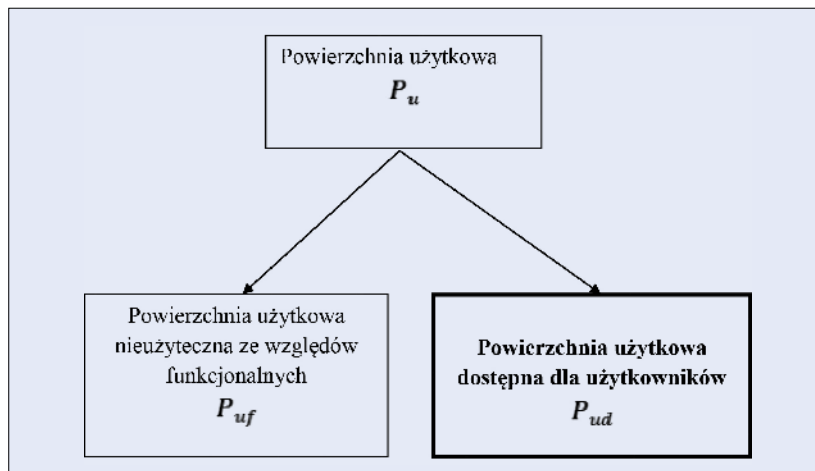 Powierzchnia użytkowa
P_u
Powierzchnia użytkowa
nieużyteczna ze względów
funkcjonalnych
P_uf
Powierzchnia użytkowa
dostępna dla użytkowników
P_ud